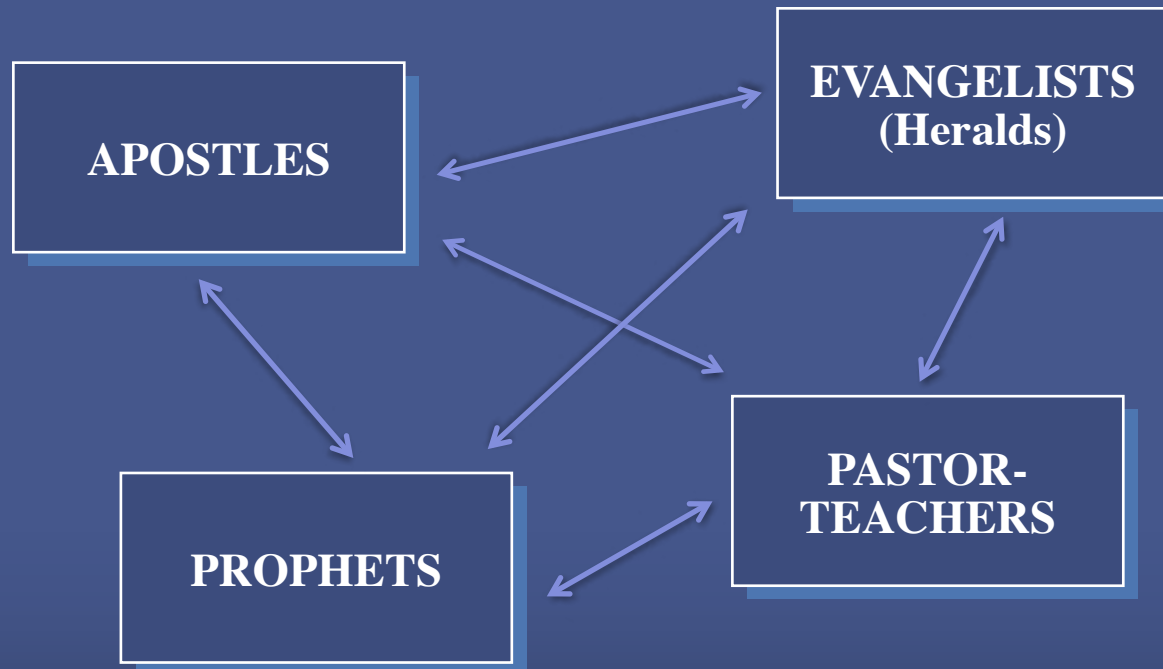 APOSTLES
EVANGELISTS
(Heralds)
PROPHETS
PASTOR-
TEACHERS